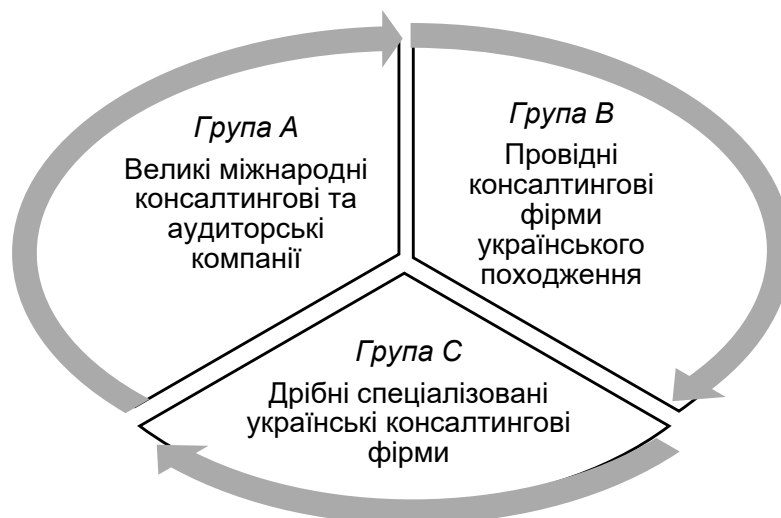 Група А
Великі міжнародні
консалтингові та
аудиторські
компанії
Група В
Провідні
консалтингові
фірми
українського
походження
Група С
Дрібні спеціалізовані
українські консалтингові
фірми